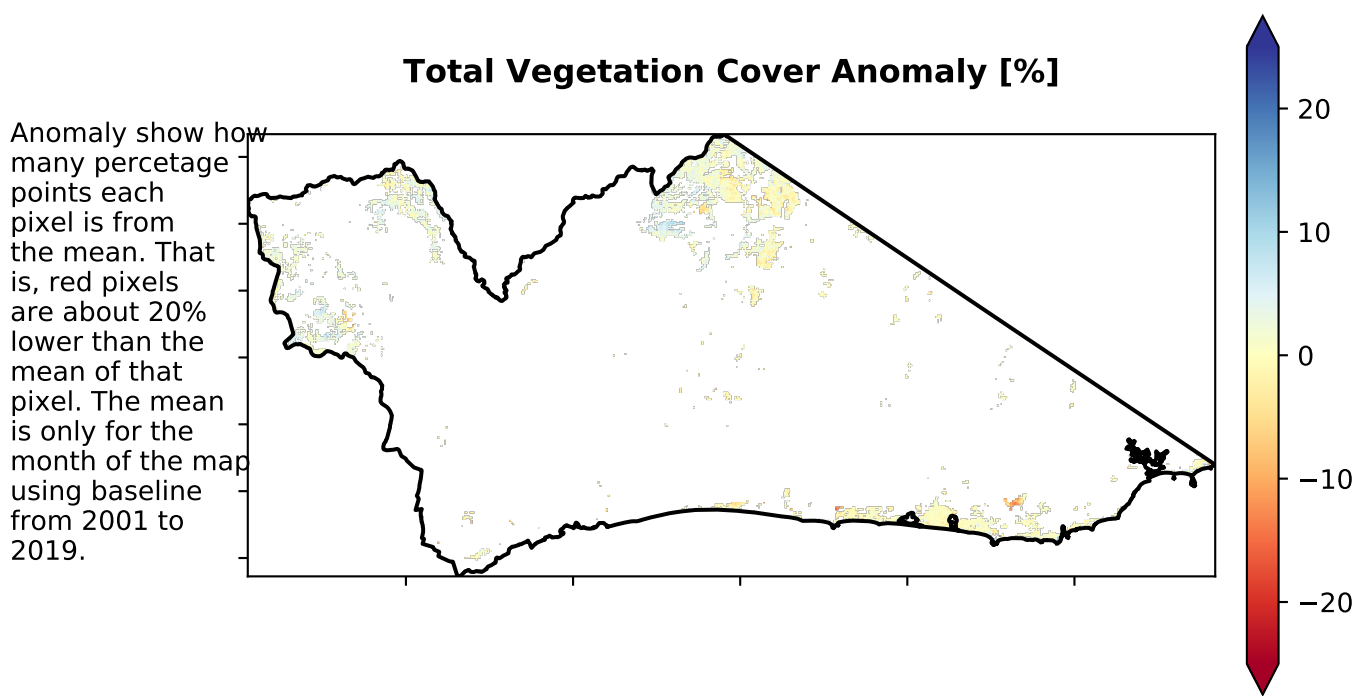 Total Vegetation Cover Anomaly [%]
Anomaly show how
many percetage
points each
pixel is from
the mean. That
is, red pixels
are about 20%
lower than the
mean of that
pixel. The mean
is only for the
month of the map
using baseline
from 2001 to
2019.
20
10
0
−10
−20